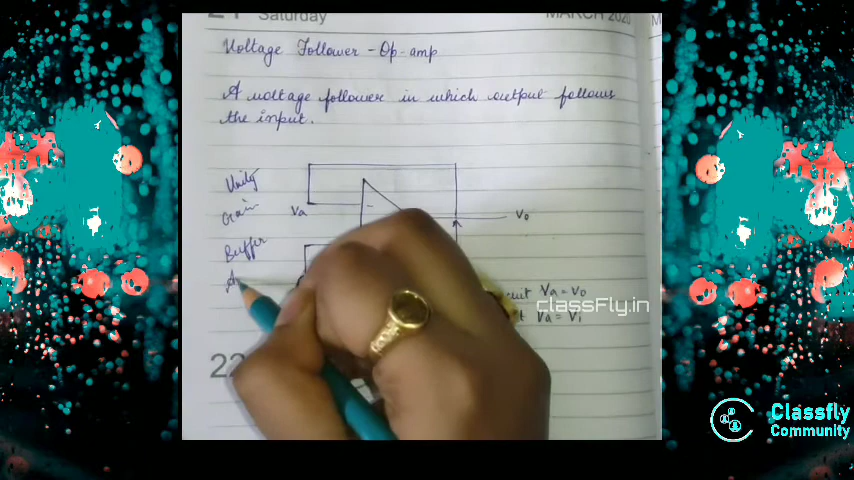 Saturday
MARCH 2020
Voltage Follower - Op-amp
A voltage follower in which output follows
the input.
Unity
Gain
Buffer
A
Va
-
Vo
Va = Vo
Va = Vi
classFly.in
22
Classfly
Community